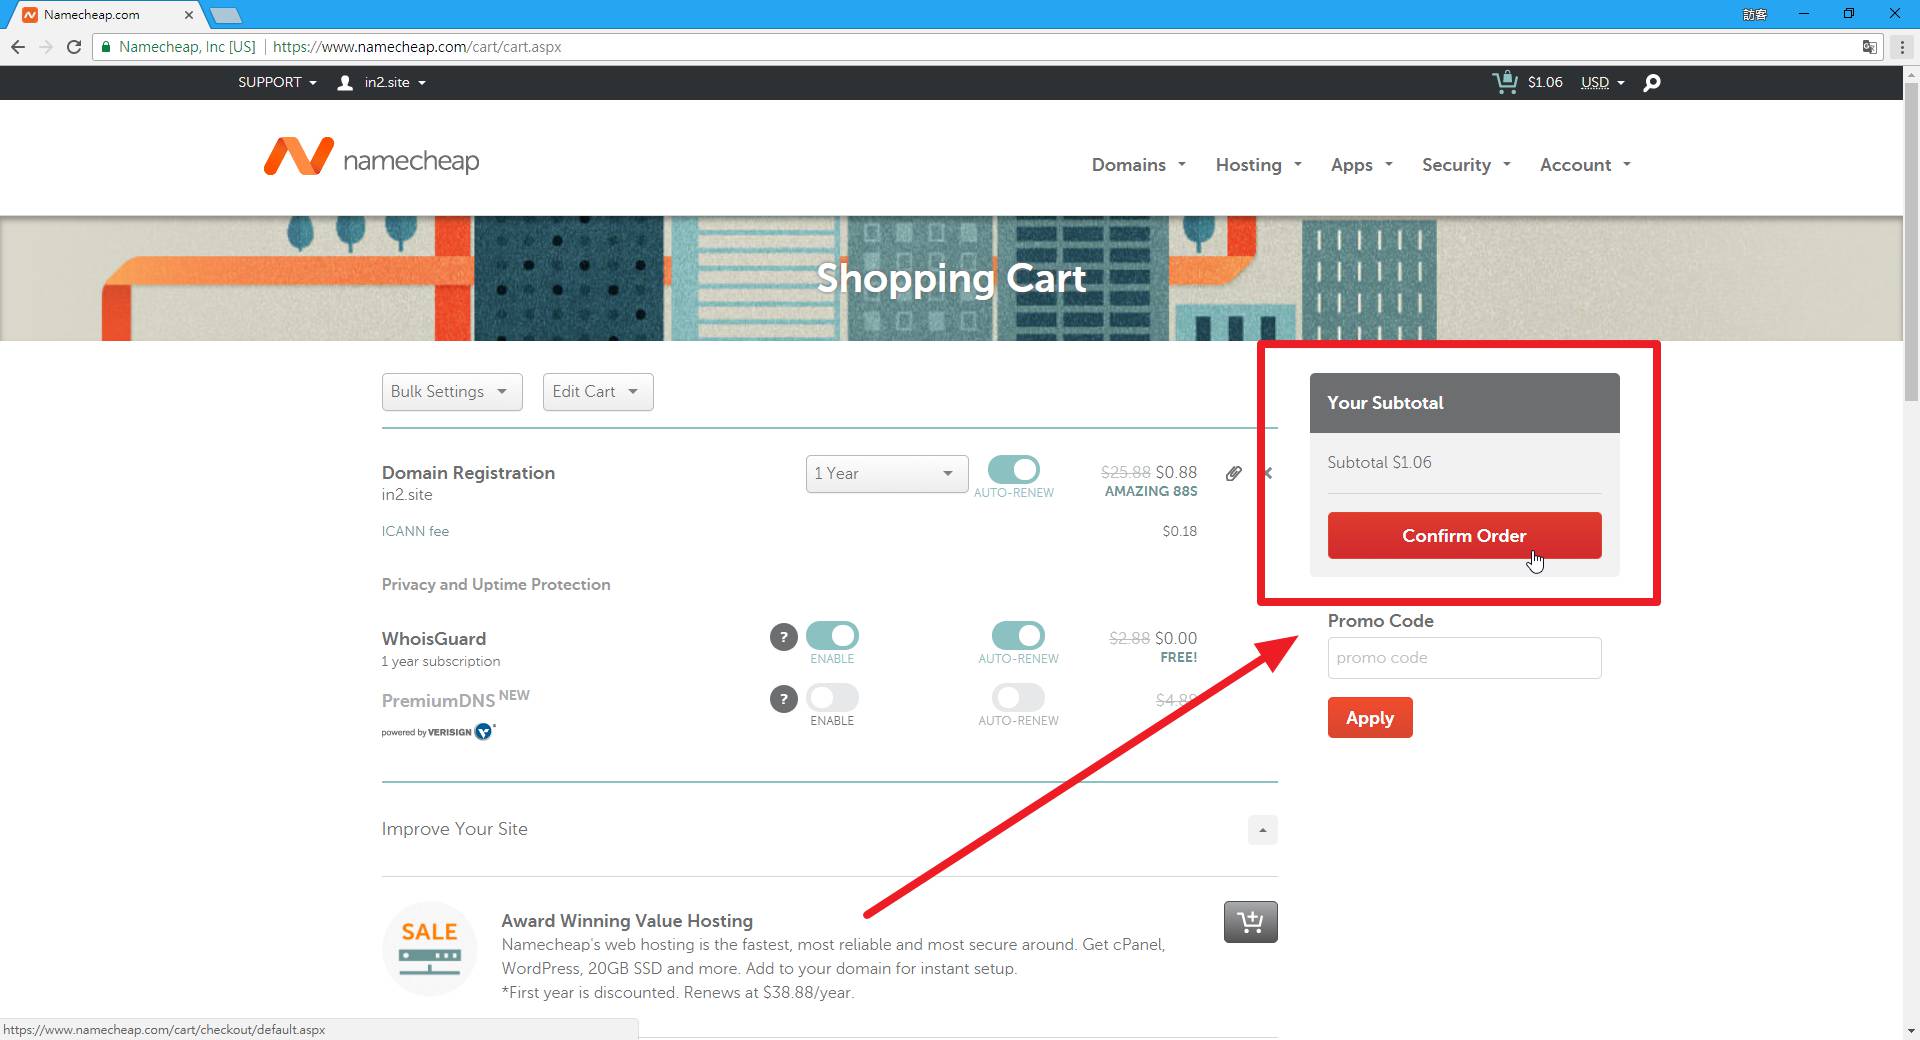 Namecheap.com
訪客
Namecheap, Inc [US] https://www.namecheap.com/cart/cart.aspx
SUPPORT in2.site $1.06 USD
namecheap
Domains Hosting Apps Security Account
Shopping Cart
Bulk Settings Edit Cart
Your Subtotal
Subtotal $1.06
Confirm Order
Domain Registration 1 Year $25.88 $0.88
in2.site AUTO-RENEW AMAZING 88S
ICANN fee $0.18
Privacy and Uptime Protection
Promo Code
promo code
Apply
WhoisGuard ? $2.88 $0.00
1 year subscription ENABLE AUTO-RENEW FREE!
PremiumDNS NEW ? $4.88
ENABLE AUTO-RENEW
powered by VERISIGN
Improve Your Site
SALE
Award Winning Value Hosting
Namecheap's web hosting is the fastest, most reliable and most secure around. Get cPanel,
WordPress, 20GB SSD and more. Add to your domain for instant setup.
*First year is discounted. Renews at $38.88/year.
https://www.namecheap.com/cart/checkout/default.aspx